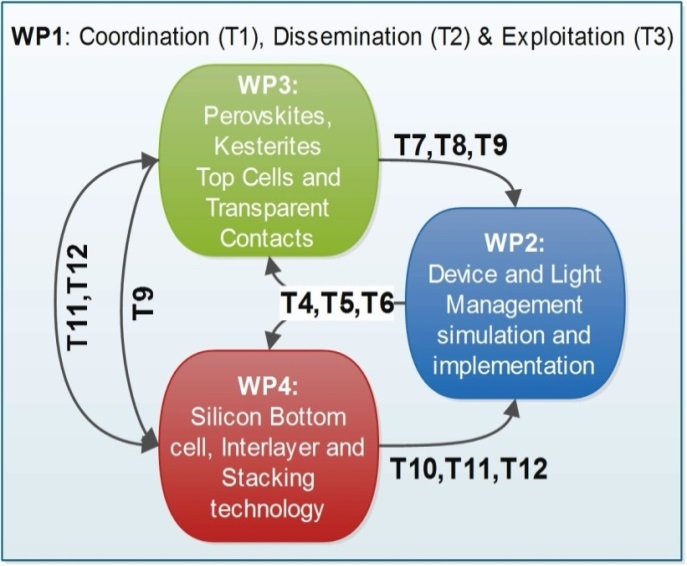 WP1: Coordination (T1), Dissemination (T2) & Exploitation (T3)
WP3:
Perovskites,
Kesterites
Top Cells and
Transparent
Contacts
T7,T8,T9
WP2:
Device and Light
Management
simulation and
implementation
T4,T5,T6
T11,T12
T9
WP4:
Silicon Bottom
cell, Interlayer and
Stacking
technology
T10,T11,T12